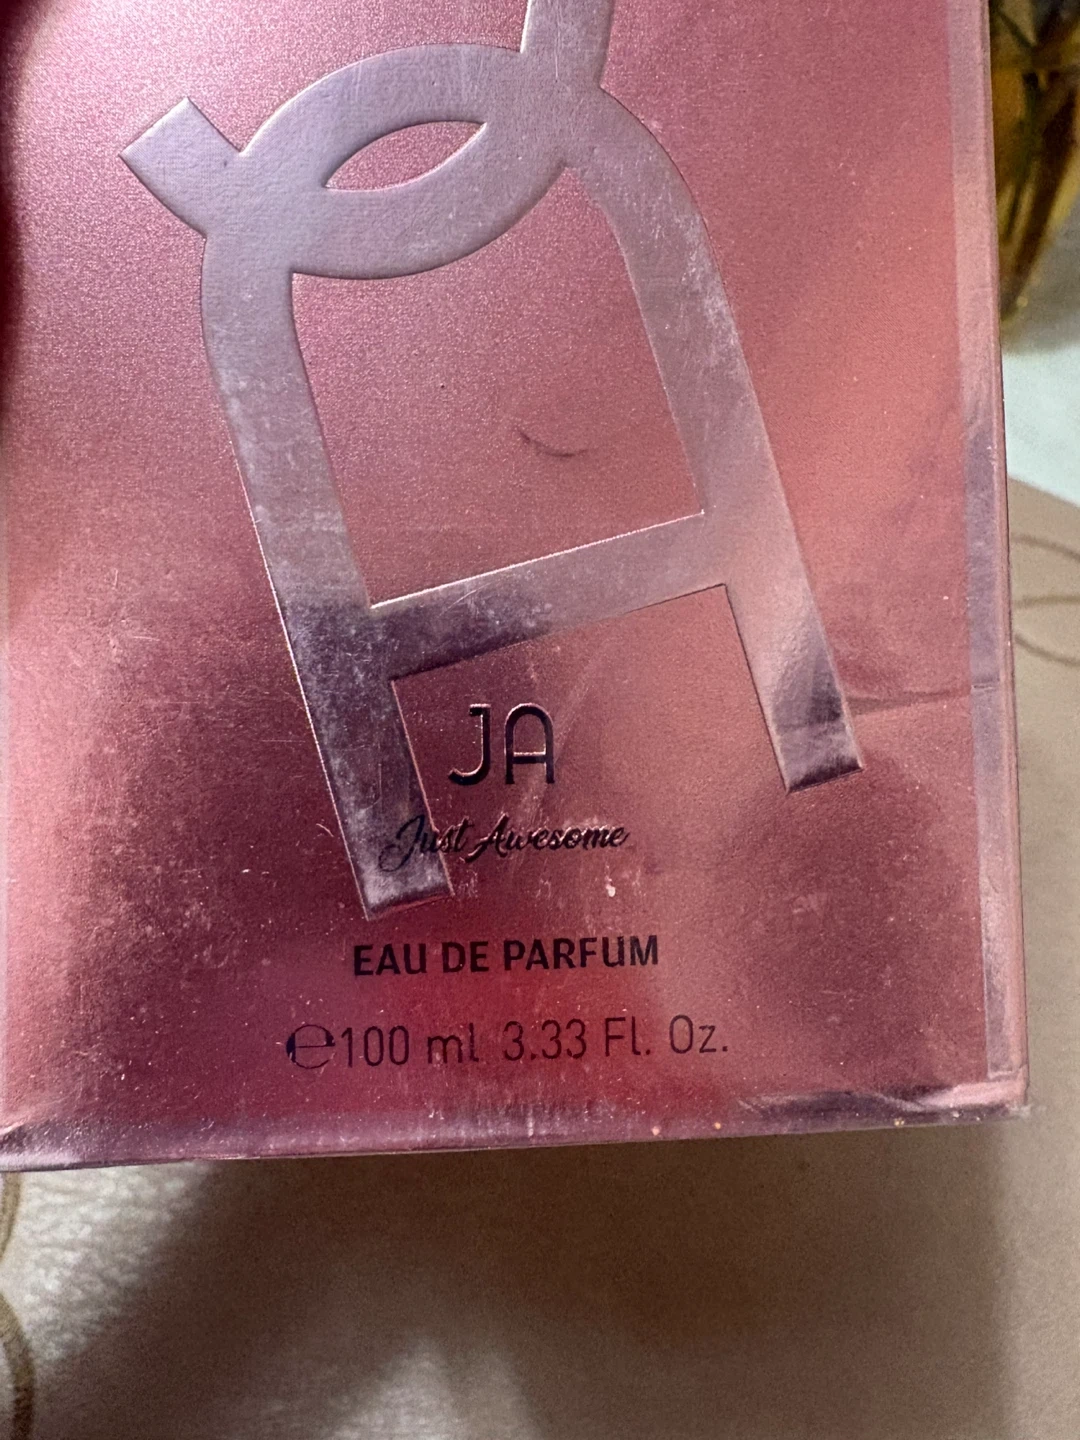 JA
Just Awesome
EAU DE PARFUM
℮100 ml 3.33 Fl. Oz.